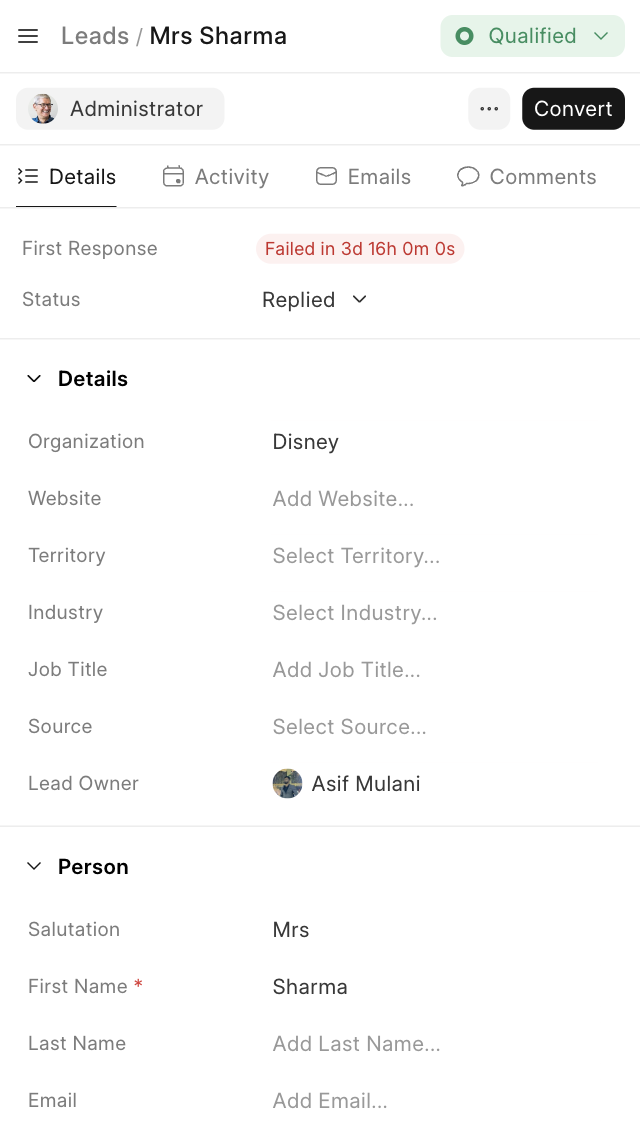 Leads / Mrs Sharma Qualified
Administrator ... Convert
Details Activity Emails Comments
First Response Failed in 3d 16h 0m 0s
Status Replied
Details
Organization Disney
Website Add Website...
Territory Select Territory...
Industry Select Industry...
Job Title Add Job Title...
Source Select Source...
Lead Owner Asif Mulani
Person
Salutation Mrs
First Name * Sharma
Last Name Add Last Name...
Email Add Email...